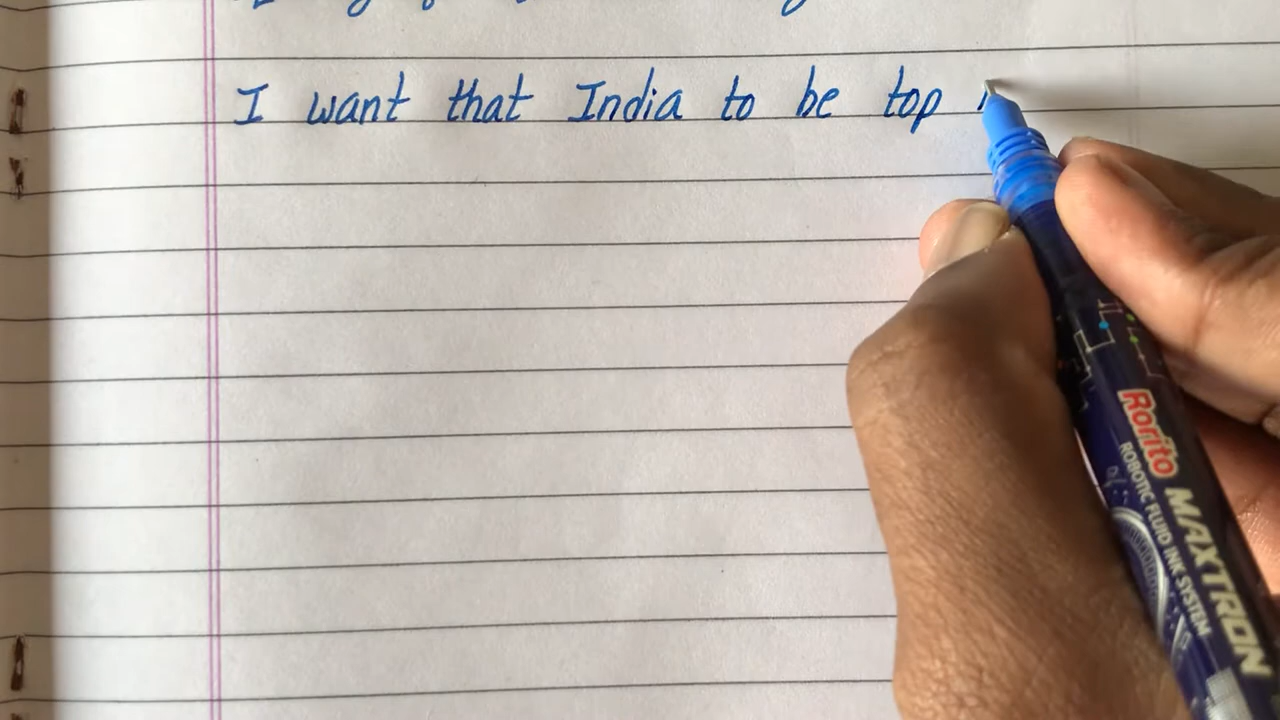 I want that India to be top
Rorito MAXTRON
ROBOTIC FLUID INK SYSTEM